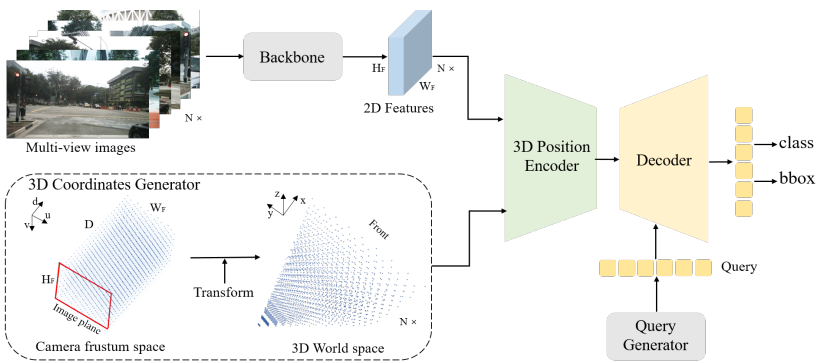 Multi-view images
N ×
Backbone
H_F
W_F
N ×
2D Features
3D Coordinates Generator
d
u
v
D
W_F
H_F
Image plane
Camera frustum space
Transform
z
x
y
Front
N ×
3D World space
3D Position
Encoder
Decoder
class
bbox
Query
Query
Generator